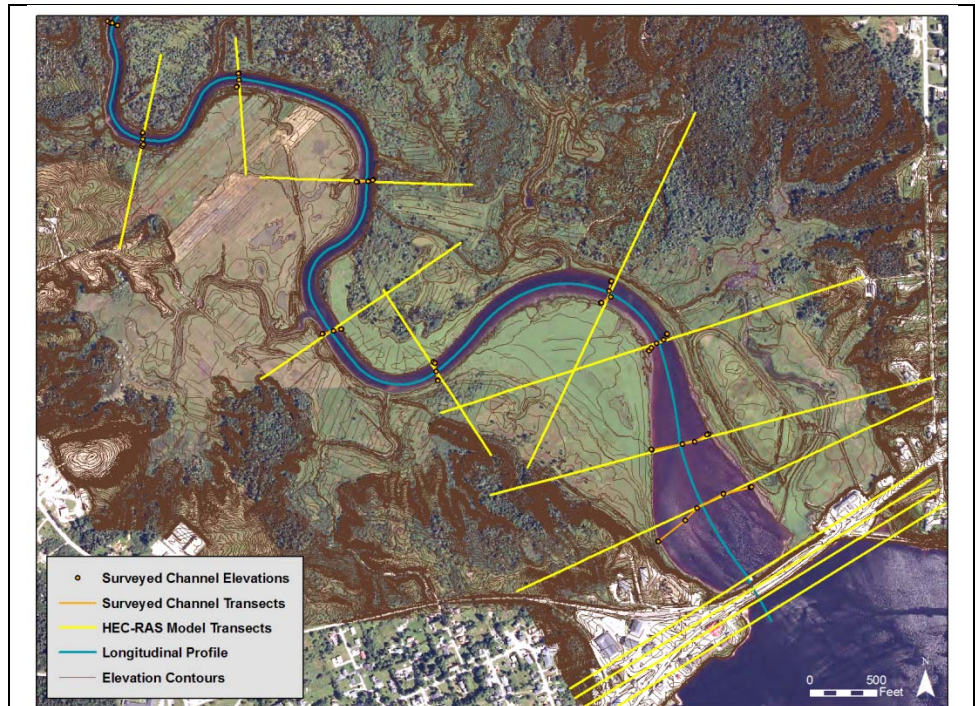 Surveyed Channel Elevations
Surveyed Channel Transects
HEC-RAS Model Transects
Longitudinal Profile
Elevation Contours
N
0 500
Feet